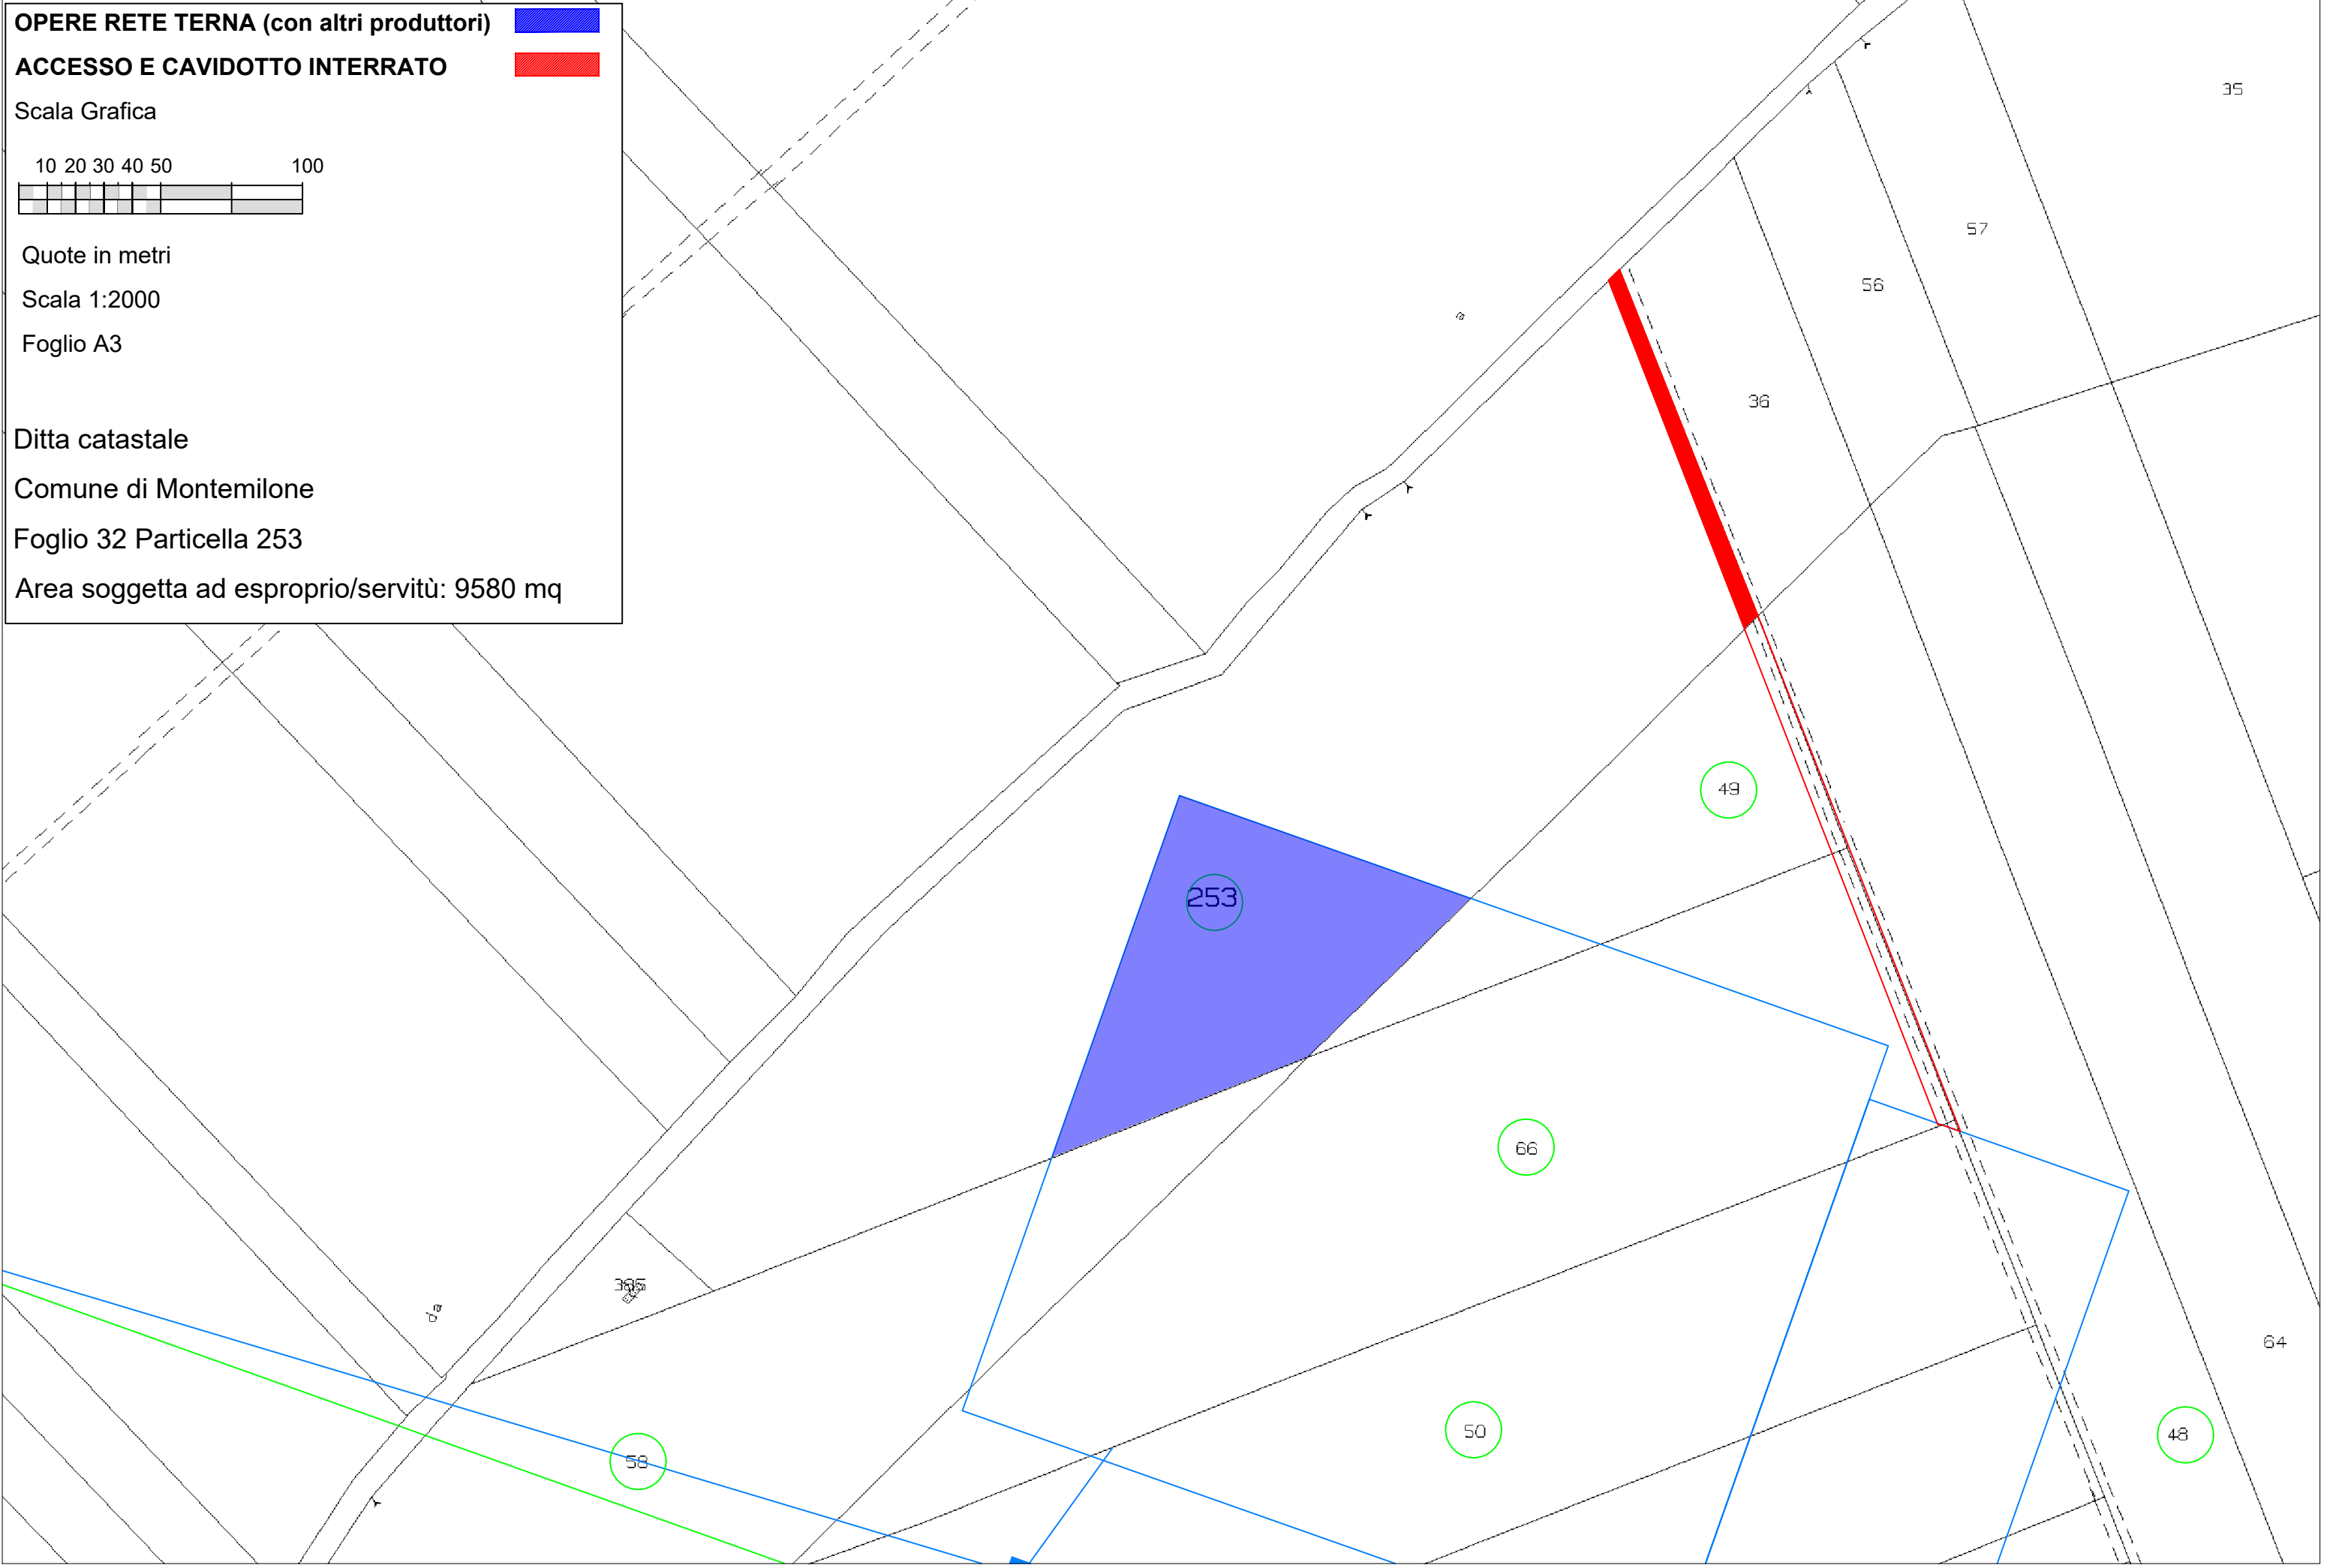 OPERE RETE TERNA (con altri produttori)
ACCESSO E CAVIDOTTO INTERRATO
Scala Grafica
10 20 30 40 50 100
Quote in metri
Scala 1:2000
Foglio A3
Ditta catastale
Comune di Montemilone
Foglio 32 Particella 253
Area soggetta ad esproprio/servitù: 9580 mq
35
57
56
36
49
253
66
64
50
48
58